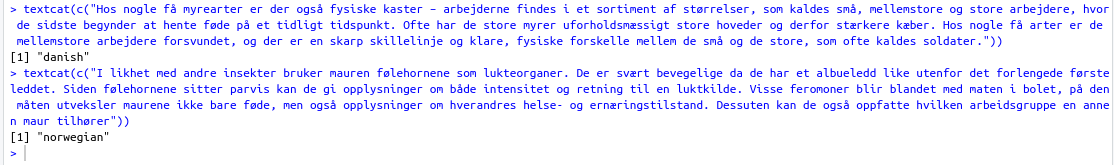 > textcat(c("Hos nogle få myrearter er der også fysiske kaster – arbejderne findes i et sortiment af størrelser, som kaldes små, mellemstore og store arbejdere, hvor
de sidste begynder at hente føde på et tidligt tidspunkt. Ofte har de store myrer uforholdsmæssigt store hoveder og derfor stærkere kæber. Hos nogle få arter er de
mellemstore arbejdere forsvundet, og der er en skarp skillelinje og klare, fysiske forskelle mellem de små og de store, som ofte kaldes soldater."))
[1] "danish"
> textcat(c("I likhet med andre insekter bruker mauren følehornene som lukteorganer. De er svært bevegelige da de har et albueledd like utenfor det forlengede første
leddet. Siden følehornene sitter parvis kan de gi opplysninger om både intensitet og retning til en luktkilde. Visse feromoner blir blandet med maten i bolet, på den
måten utveksler maurene ikke bare føde, men også opplysninger om hverandres helse- og ernæringstilstand. Dessuten kan de også oppfatte hvilken arbeidsgruppe en anne
n maur tilhører"))
[1] "norwegian"
>